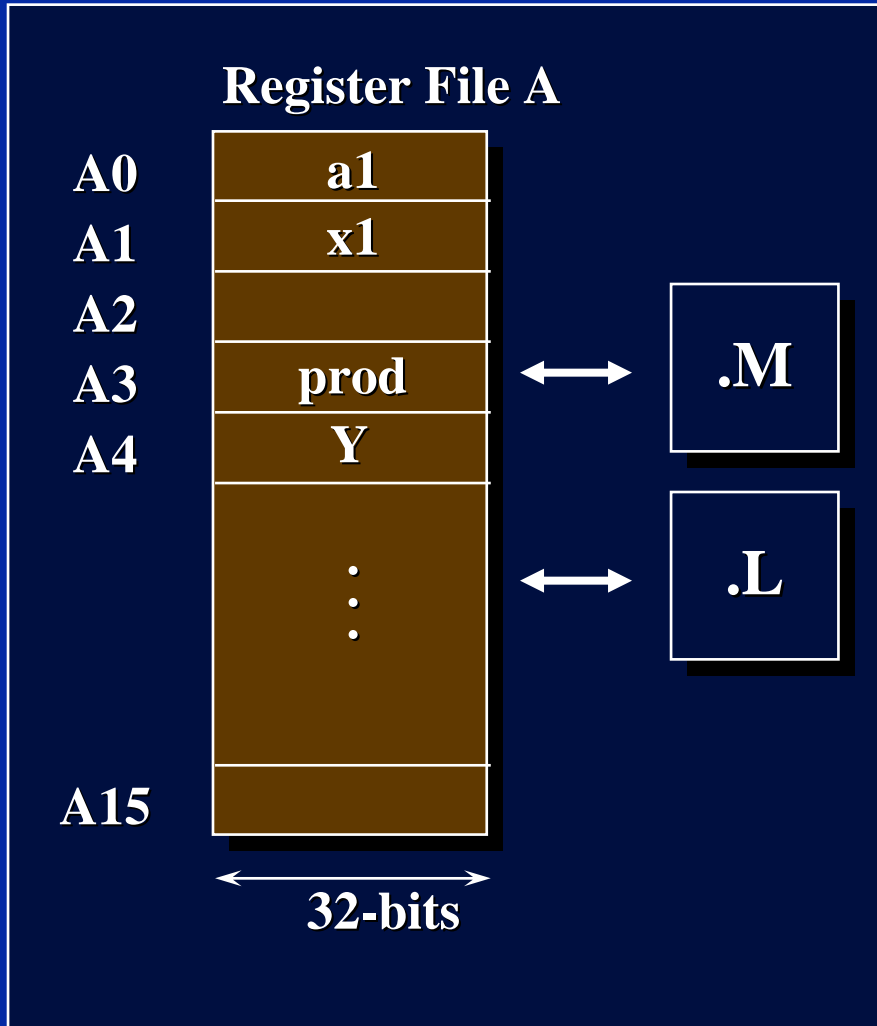 Register File A
A0 a1
A1 x1
A2
A3 prod
A4 Y
.M
.L
.
.
.
A15
32-bits